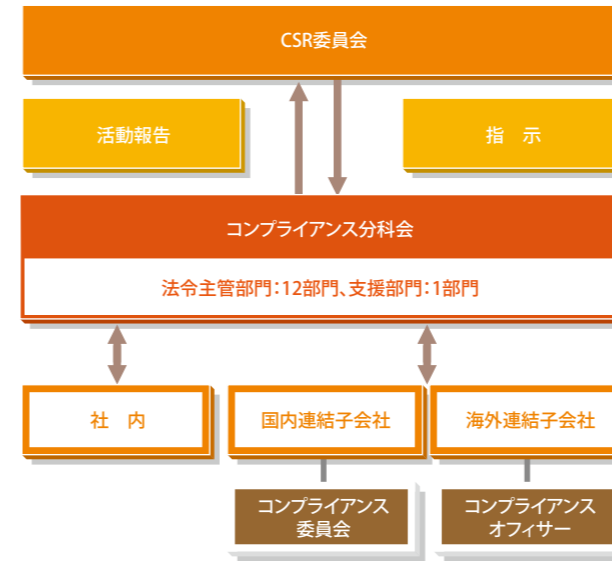 CSR委員会
活動報告
指 示
コンプライアンス分科会
法令主管部門:12部門、支援部門:1部門
社 内
国内連結子会社
海外連結子会社
コンプライアンス
委員会
コンプライアンス
オフィサー